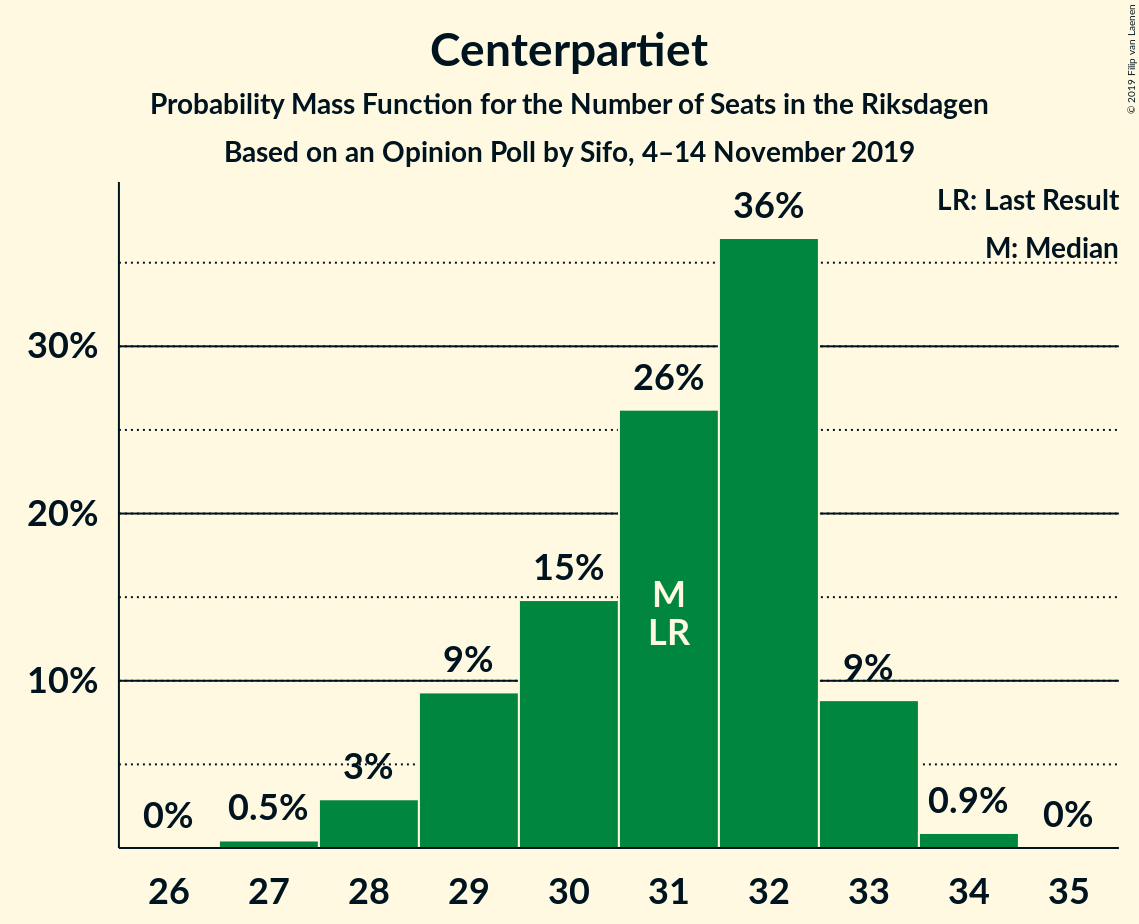 Centerpartiet
Probability Mass Function for the Number of Seats in the Riksdagen
Based on an Opinion Poll by Sifo, 4–14 November 2019
© 2019 Filip van Laenen
LR: Last Result
M: Median
30%
20%
10%
0%
0.5%
3%
9%
15%
26%
36%
9%
0.9%
0%
M
LR
26 27 28 29 30 31 32 33 34 35